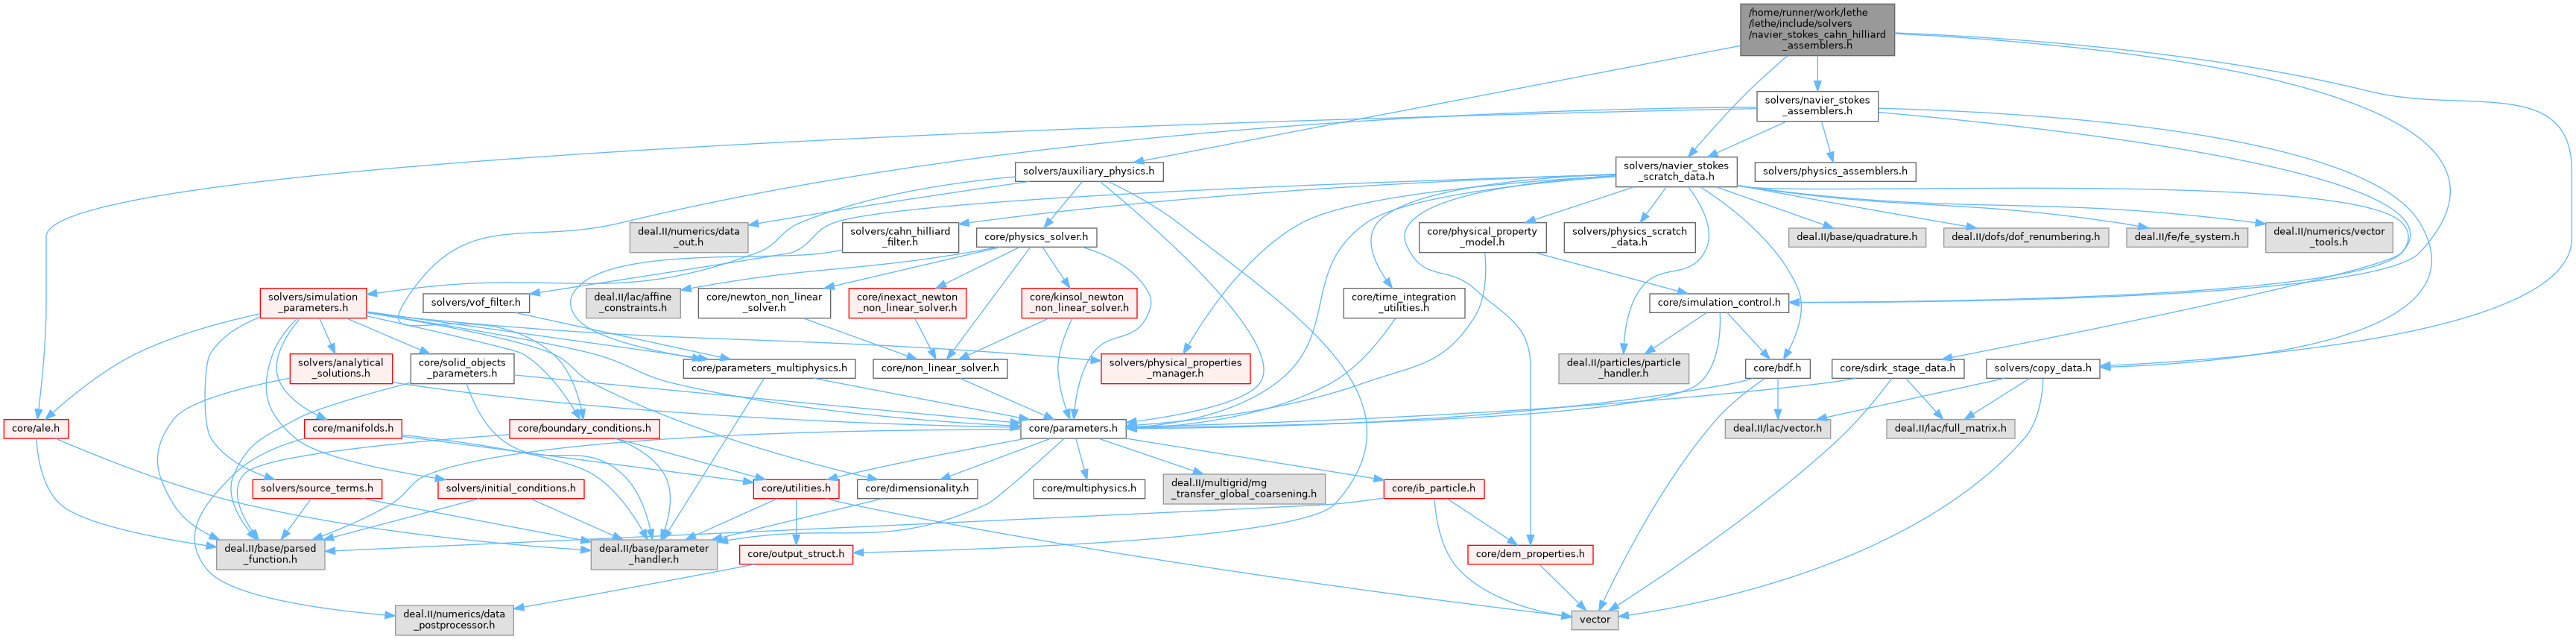 /home/runner/work/lethe
/lethe/include/solvers
/navier_stokes_cahn_hilliard
_assemblers.h
solvers/navier_stokes
_assemblers.h
solvers/auxiliary_physics.h
solvers/navier_stokes
_scratch_data.h
solvers/physics_assemblers.h
deal.II/numerics/data
_out.h
solvers/cahn_hilliard
_filter.h
core/physics_solver.h
core/physical_property
_model.h
solvers/physics_scratch
_data.h
deal.II/base/quadrature.h
deal.II/dofs/dof_renumbering.h
deal.II/fe/fe_system.h
deal.II/numerics/vector
_tools.h
solvers/simulation
_parameters.h
solvers/vof_filter.h
deal.II/lac/affine
_constraints.h
core/newton_non_linear
_solver.h
core/inexact_newton
_non_linear_solver.h
core/kinsol_newton
_non_linear_solver.h
core/time_integration
_utilities.h
core/simulation_control.h
solvers/analytical
_solutions.h
core/solid_objects
_parameters.h
core/parameters_multiphysics.h
core/non_linear_solver.h
solvers/physical_properties
_manager.h
deal.II/particles/particle
_handler.h
core/bdf.h
core/sdirk_stage_data.h
solvers/copy_data.h
core/ale.h
core/manifolds.h
core/boundary_conditions.h
core/parameters.h
deal.II/lac/vector.h
deal.II/lac/full_matrix.h
solvers/source_terms.h
solvers/initial_conditions.h
core/utilities.h
core/dimensionality.h
core/multiphysics.h
deal.II/multigrid/mg
_transfer_global_coarsening.h
core/ib_particle.h
deal.II/base/parsed
_function.h
deal.II/base/parameter
_handler.h
core/output_struct.h
core/dem_properties.h
deal.II/numerics/data
_postprocessor.h
vector